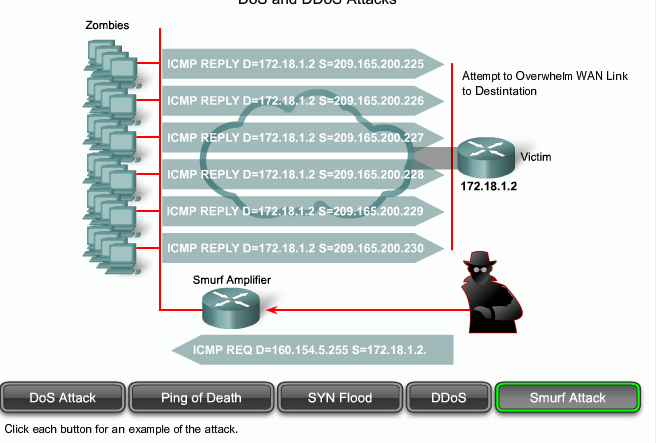 DoS and DDoS Attacks
Zombies
ICMP REPLY D=172.18.1.2 S=209.165.200.225
ICMP REPLY D=172.18.1.2 S=209.165.200.226
ICMP REPLY D=172.18.1.2 S=209.165.200.227
ICMP REPLY D=172.18.1.2 S=209.165.200.228
ICMP REPLY D=172.18.1.2 S=209.165.200.229
ICMP REPLY D=172.18.1.2 S=209.165.200.230
Attempt to Overwhelm WAN Link
to Destintation
Victim
172.18.1.2
Smurf Amplifier
ICMP REQ D=160.154.5.255 S=172.18.1.2.
DoS Attack
Ping of Death
SYN Flood
DDoS
Smurf Attack
Click each button for an example of the attack.